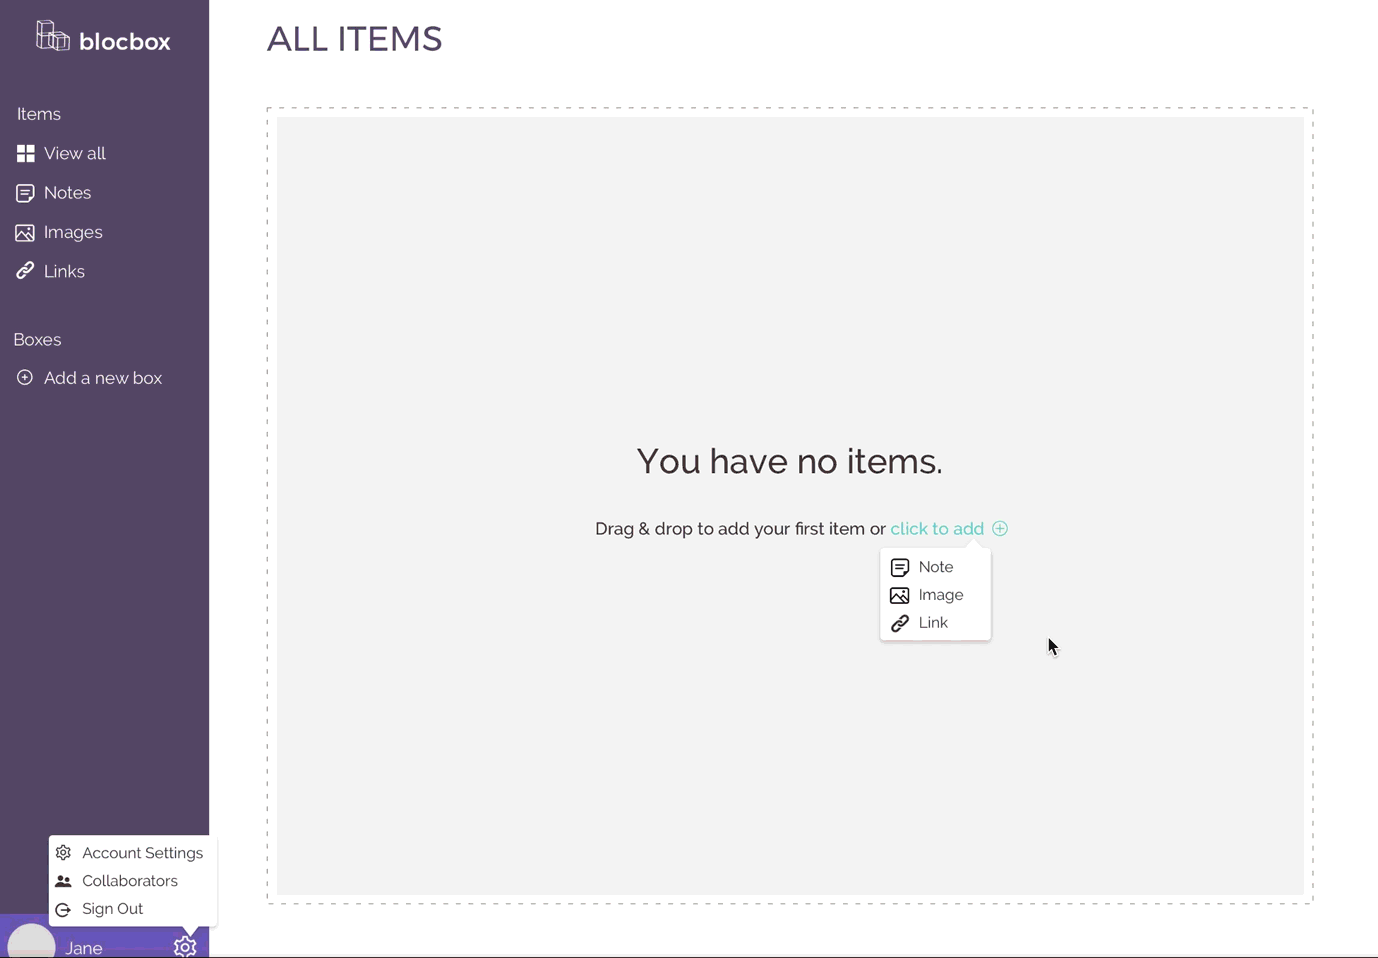 blocbox
Items
View all
Notes
Images
Links
Boxes
Add a new box
Account Settings
Collaborators
Sign Out
Jane
ALL ITEMS
You have no items.
Drag & drop to add your first item or click to add
Note
Image
Link